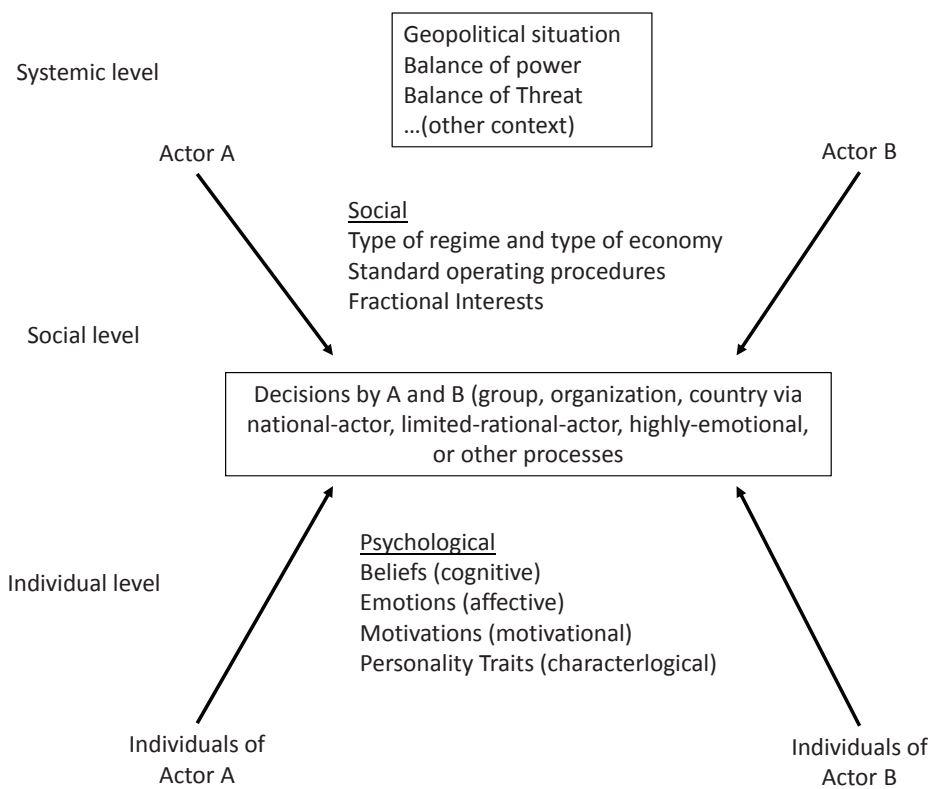 Systemic level
Geopolitical situation
Balance of power
Balance of Threat
…(other context)
Actor A
Actor B
Social
Type of regime and type of economy
Standard operating procedures
Fractional Interests
Social level
Decisions by A and B (group, organization, country via
national-actor, limited-rational-actor, highly-emotional,
or other processes
Individual level
Psychological
Beliefs (cognitive)
Emotions (affective)
Motivations (motivational)
Personality Traits (characterlogical)
Individuals of
Actor A
Individuals of
Actor B